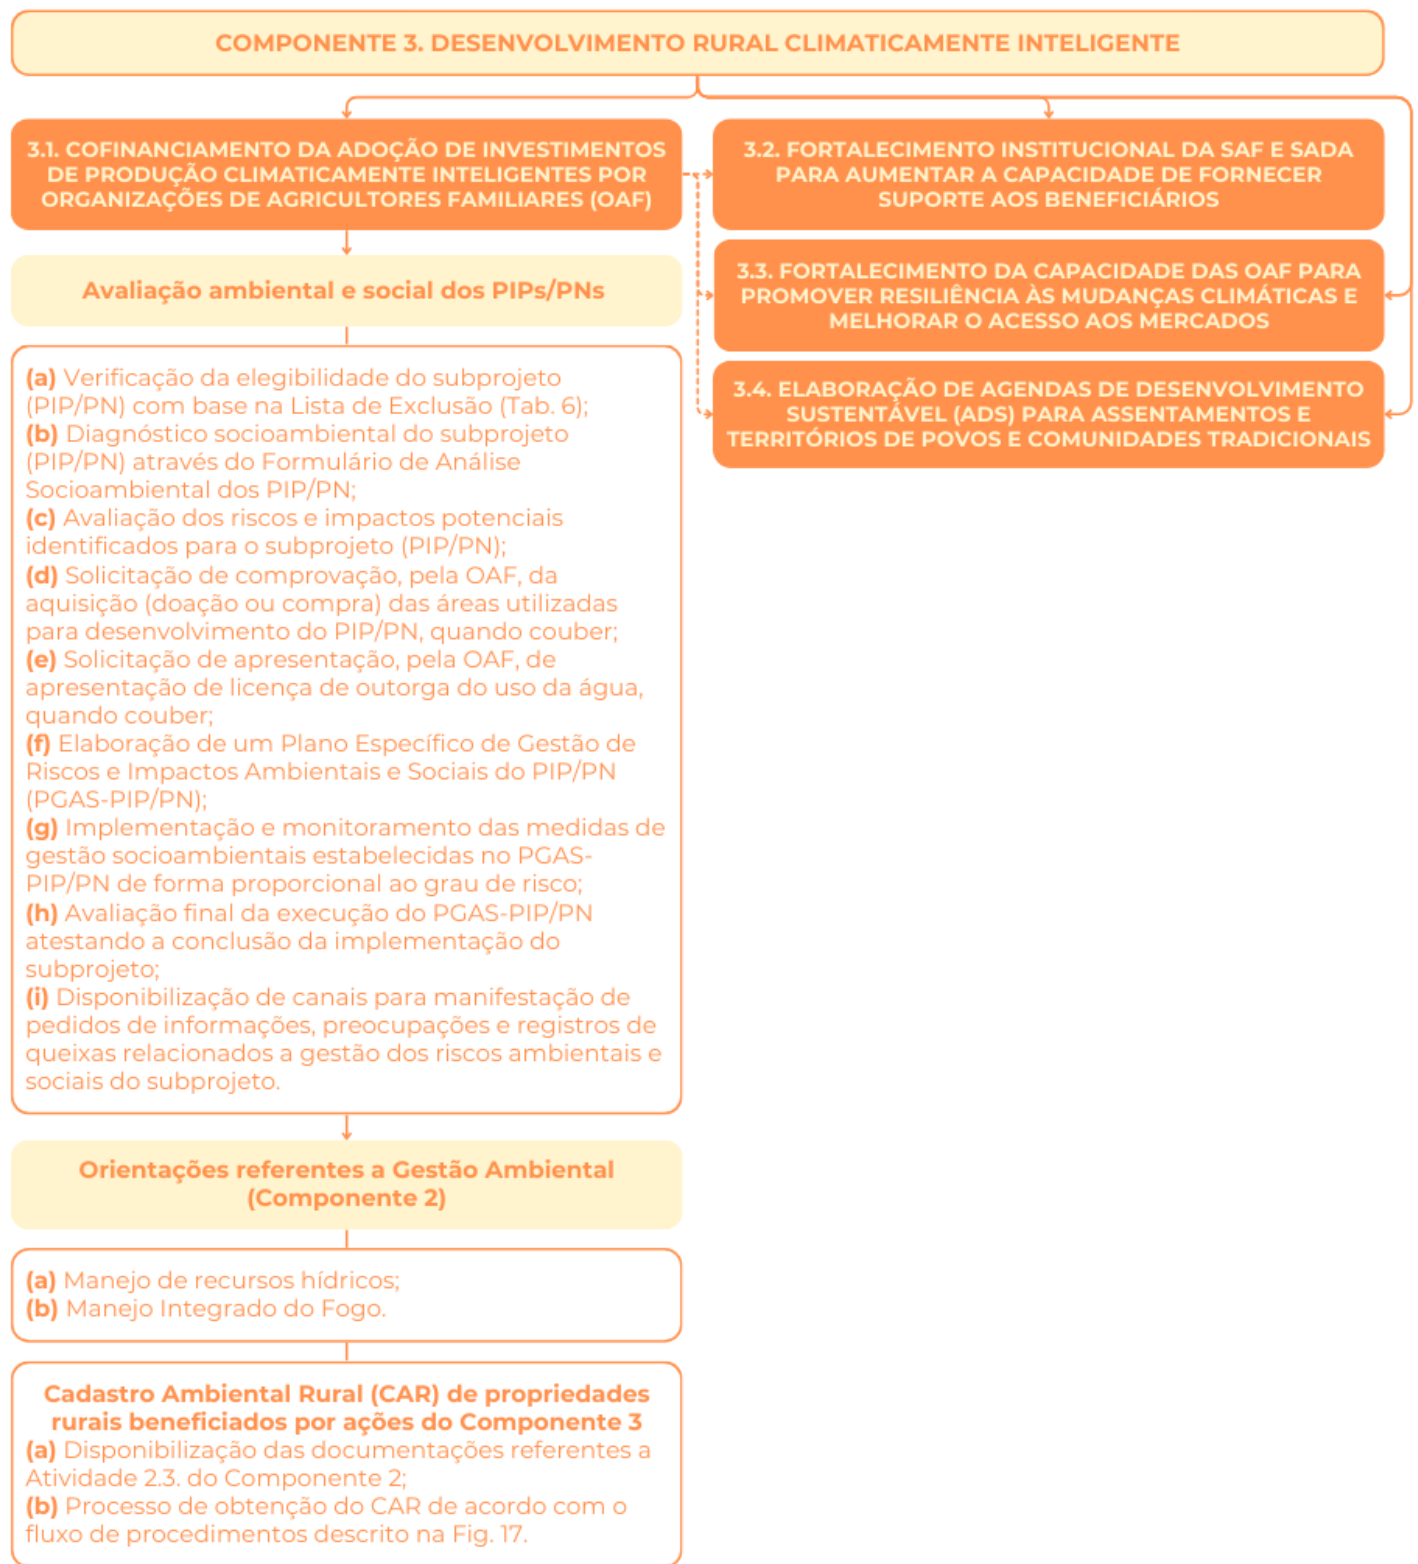 COMPONENTE 3. DESENVOLVIMENTO RURAL CLIMATICAMENTE INTELIGENTE
3.1. COFINANCIAMENTO DA ADOÇÃO DE INVESTIMENTOS
DE PRODUÇÃO CLIMATICAMENTE INTELIGENTES POR
ORGANIZAÇÕES DE AGRICULTORES FAMILIARES (OAF)
3.2. FORTALECIMENTO INSTITUCIONAL DA SAF E SADA
PARA AUMENTAR A CAPACIDADE DE FORNECER
SUPORTE AOS BENEFICIÁRIOS
3.3. FORTALECIMENTO DA CAPACIDADE DAS OAF PARA
PROMOVER RESILIÊNCIA ÀS MUDANÇAS CLIMÁTICAS E
MELHORAR O ACESSO AOS MERCADOS
3.4. ELABORAÇÃO DE AGENDAS DE DESENVOLVIMENTO
SUSTENTÁVEL (ADS) PARA ASSENTAMENTOS E
TERRITÓRIOS DE POVOS E COMUNIDADES TRADICIONAIS
Avaliação ambiental e social dos PIPs/PNs
(a) Verificação da elegibilidade do subprojeto
(PIP/PN) com base na Lista de Exclusão (Tab. 6);
(b) Diagnóstico socioambiental do subprojeto
(PIP/PN) através do Formulário de Análise
Socioambiental dos PIP/PN;
(c) Avaliação dos riscos e impactos potenciais
identificados para o subprojeto (PIP/PN);
(d) Solicitação de comprovação, pela OAF, da
aquisição (doação ou compra) das áreas utilizadas
para desenvolvimento do PIP/PN, quando couber;
(e) Solicitação de apresentação, pela OAF, de
apresentação de licença de outorga do uso da água,
quando couber;
(f) Elaboração de um Plano Específico de Gestão de
Riscos e Impactos Ambientais e Sociais do PIP/PN
(PGAS-PIP/PN);
(g) Implementação e monitoramento das medidas de
gestão socioambientais estabelecidas no PGAS-
PIP/PN de forma proporcional ao grau de risco;
(h) Avaliação final da execução do PGAS-PIP/PN
atestando a conclusão da implementação do
subprojeto;
(i) Disponibilização de canais para manifestação de
pedidos de informações, preocupações e registros de
queixas relacionados a gestão dos riscos ambientais e
sociais do subprojeto.
Orientações referentes a Gestão Ambiental
(Componente 2)
(a) Manejo de recursos hídricos;
(b) Manejo Integrado do Fogo.
Cadastro Ambiental Rural (CAR) de propriedades
rurais beneficiados por ações do Componente 3
(a) Disponibilização das documentações referentes a
Atividade 2.3. do Componente 2;
(b) Processo de obtenção do CAR de acordo com o
fluxo de procedimentos descrito na Fig. 17.